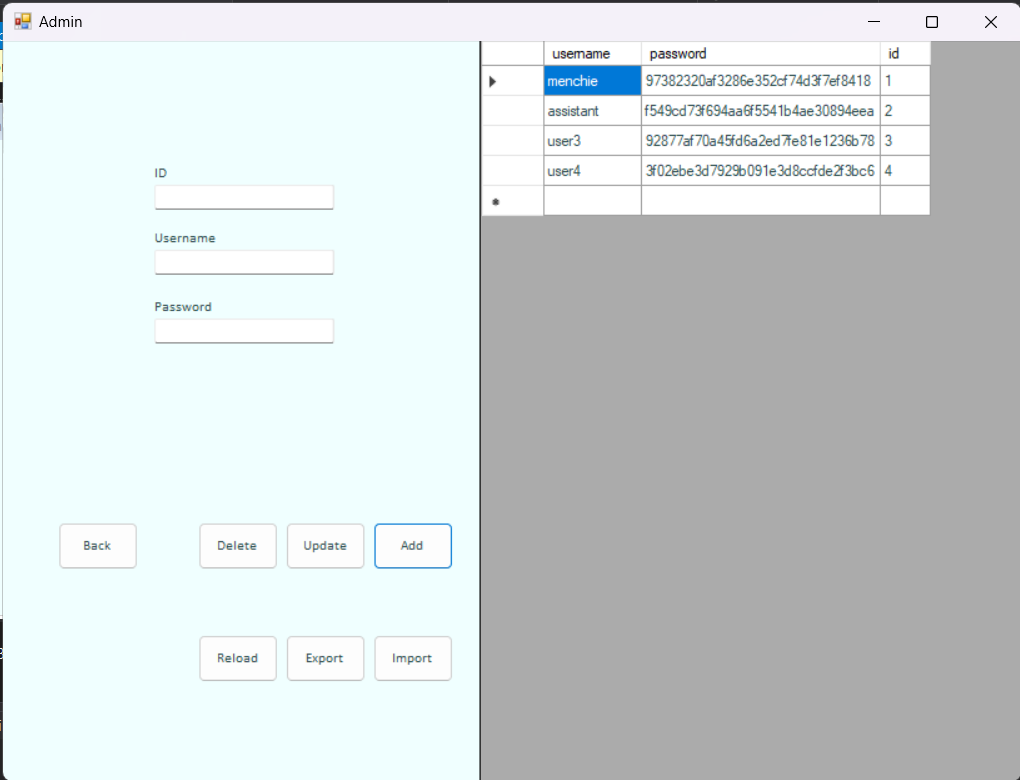 Admin
ID
Username
Password
Back
Delete
Update
Add
Reload
Export
Import
username password id
menchie 97382320af3286e352cf74d3f7ef8418 1
assistant f549cd73f694aa6f5541b4ae30894eea 2
user3 92877af70a45fd6a2ed7fe81e1236b78 3
user4 3f02ebe3d7929b091e3d8ccfde2f3bc6 4